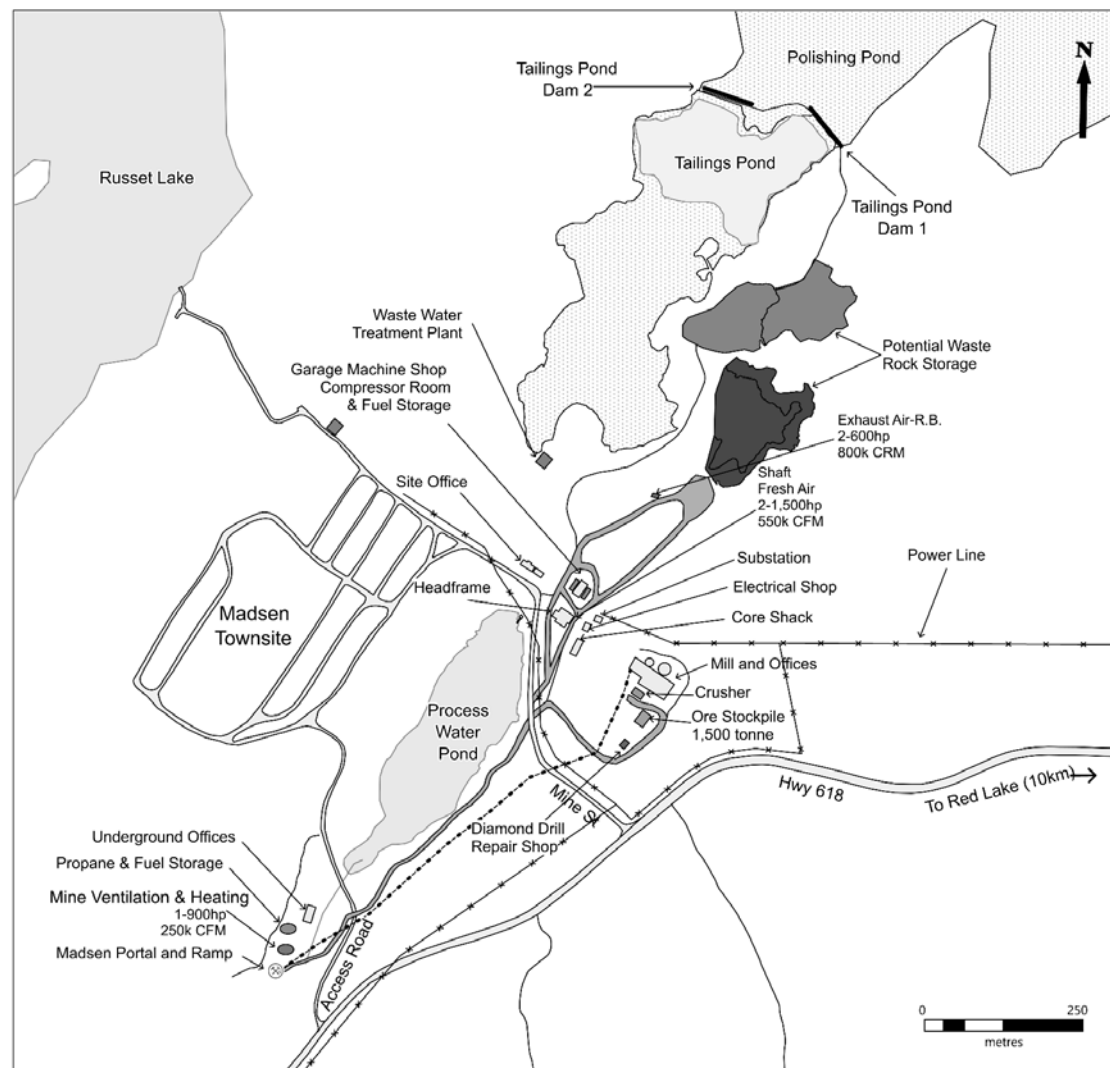 Polishing Pond
N
Tailings Pond
Dam 2
Tailings Pond
Russet Lake
Tailings Pond
Dam 1
Waste Water
Treatment Plant
Potential Waste
Rock Storage
Garage Machine Shop
Compressor Room
& Fuel Storage
Exhaust Air-R.B.
2-600hp
800k CRM
Shaft
Fresh Air
2-1,500hp
550k CFM
Site Office
Substation
Power Line
Headframe
Electrical Shop
Madsen
Townsite
Core Shack
Mill and Offices
Crusher
Process
Water
Pond
Ore Stockpile
1,500 tonne
Mine St
Hwy 618
To Red Lake (10km)
Diamond Drill
Repair Shop
Underground Offices
Propane & Fuel Storage
Mine Ventilation & Heating
1-900hp
250k CFM
Madsen Portal and Ramp
Access Road
0 250
metres